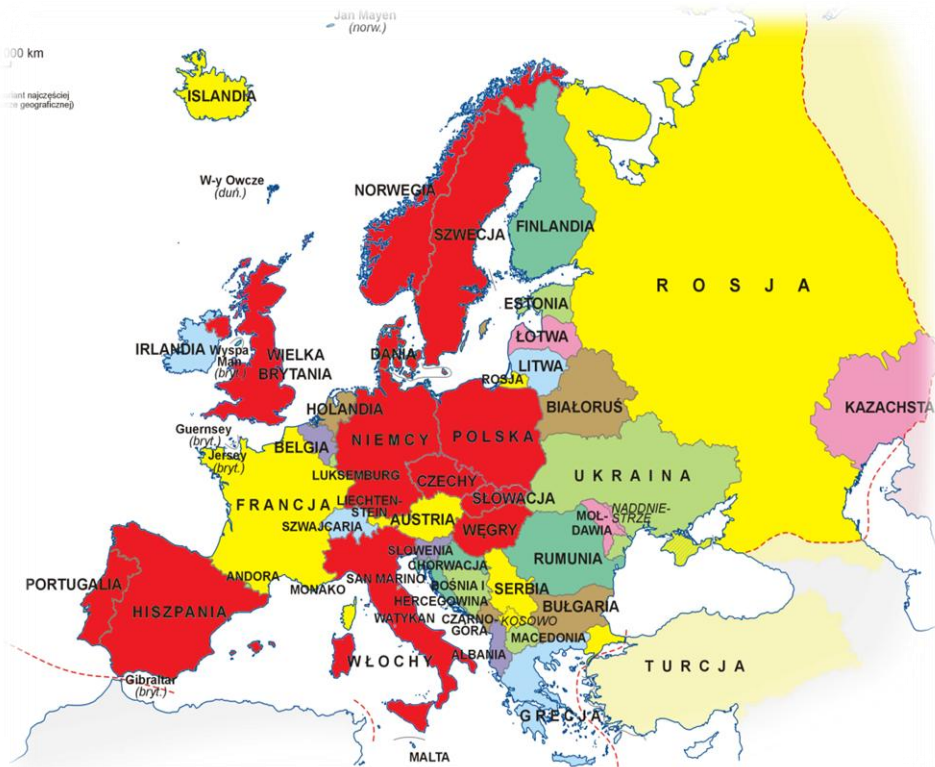 Jan Mayen
(norw.)
000 km
wariant najczęściej
geograficznej)
ISLANDIA
W-y Owcze
(duń.)
NORWEGIA
SZWECJA
FINLANDIA
ROSJA
ESTONIA
ŁOTWA
LITWA
ROSJA
IRLANDIA
Wyspa
Man
(bryt.)
WIELKA
BRYTANIA
DANIA
BIAŁORUŚ
KAZACHSTA
HOLANDIA
Guernsey
(bryt.)
Jersey
(bryt.)
BELGIA
NIEMCY
POLSKA
LUKSEMBURG
CZECHY
UKRAINA
FRANCJA
LIECHTEN-
STEIN
SŁOWACJA
NADDNIE-
STRZE
MOŁ-
DAWIA
SZWAJCARIA
AUSTRIA
WĘGRY
RUMUNIA
SŁOWENIA
CHORWACJA
ANDORA
MONAKO
SAN MARINO
BOŚNIA I
HERCEGOWINA
SERBIA
PORTUGALIA
HISZPANIA
WATYKAN
CZARNO-
GÓRA
KOSOWO
BUŁGARIA
MACEDONIA
WŁOCHY
ALBANIA
TURCJA
Gibraltar
(bryt.)
GRECJA
MALTA